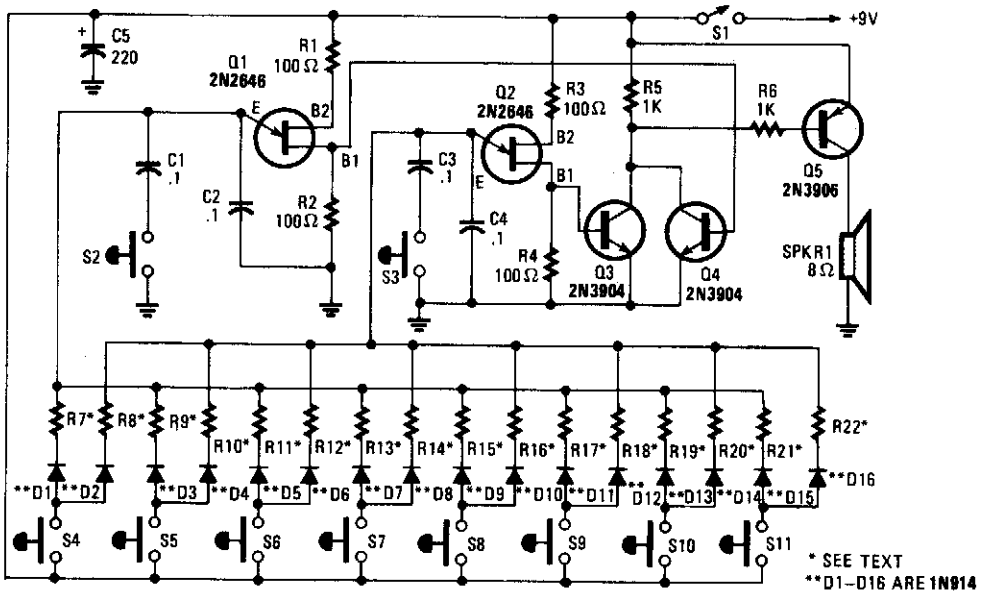 +9V
S1
+
C5
220
R1
100Ω
Q1
2N2646
E
B2
B1
C1
.1
C2
.1
R2
100Ω
S2
Q2
2N2646
R3
100Ω
B2
B1
E
C3
.1
C4
.1
R4
100Ω
S3
R5
1K
R6
1K
Q5
2N3906
Q3
2N3904
Q4
2N3904
SPKR1
8Ω
R7*
R8*
R9*
R10*
R11*
R12*
R13*
R14*
R15*
R16*
R17*
R18*
R19*
R20*
R21*
R22*
**D1
**D2
**D3
**D4
**D5
**D6
**D7
**D8
**D9
**D10
**D11
**
D12
**D13
**D14
**D15
**D16
S4
S5
S6
S7
S8
S9
S10
S11
* SEE TEXT
**D1–D16 ARE 1N914